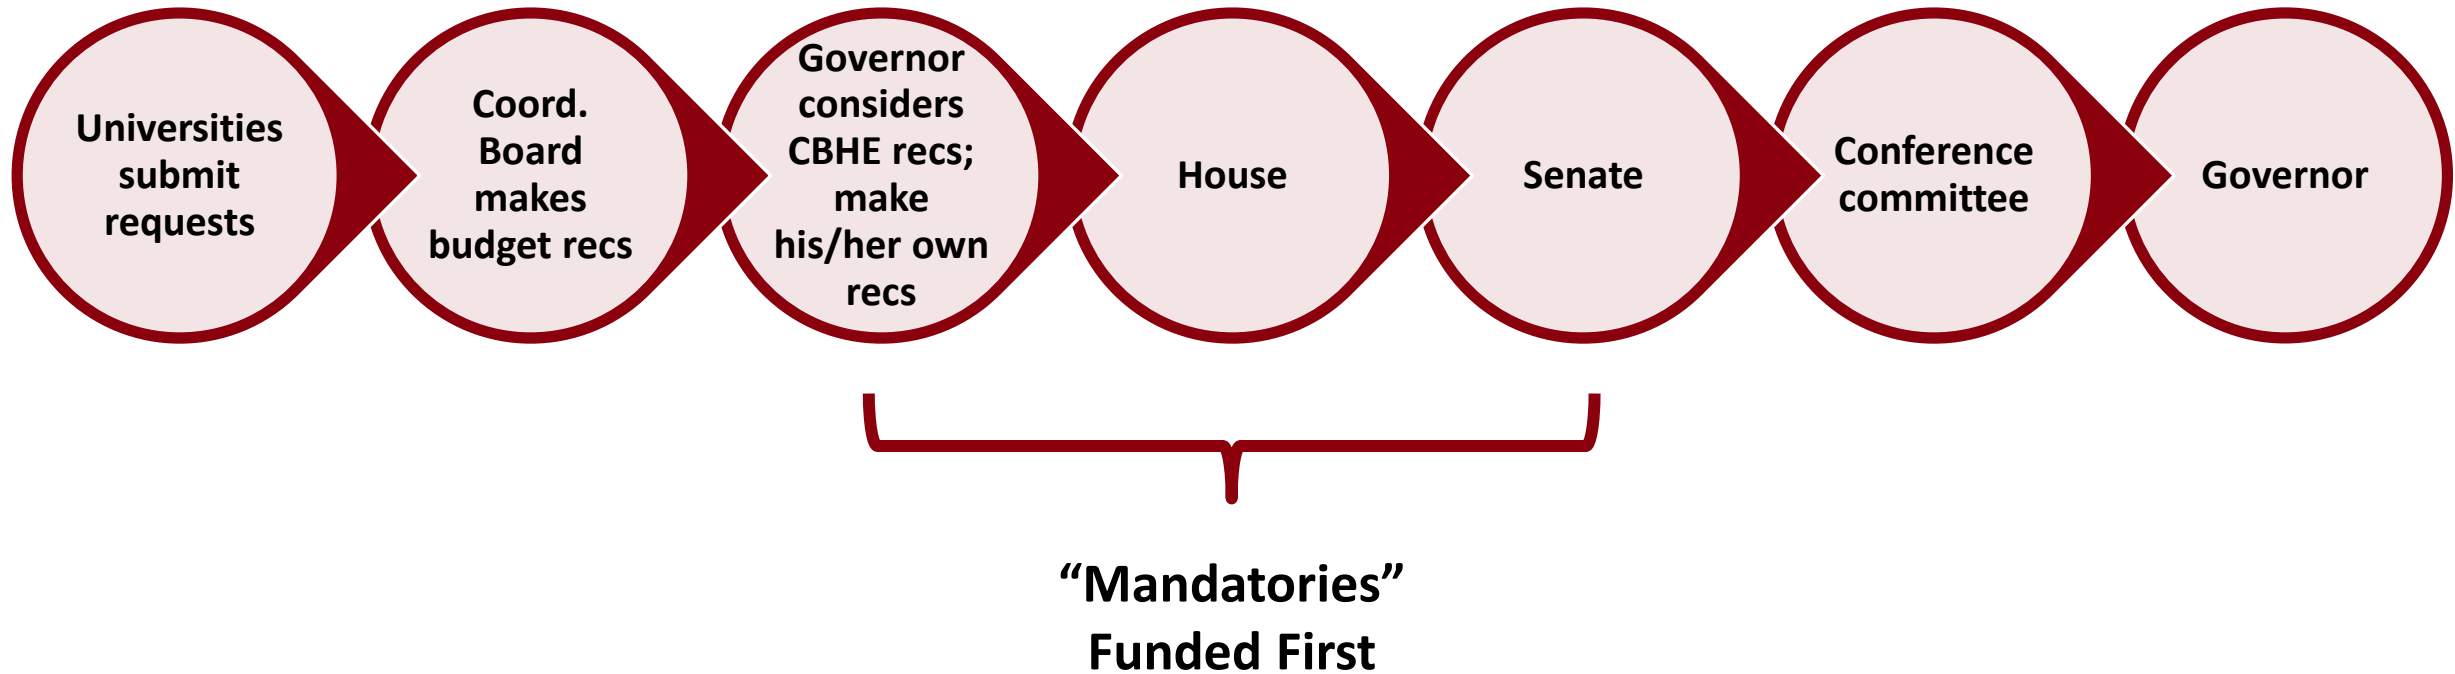 Universities
submit
requests
Coord.
Board
makes
budget recs
Governor
considers
CBHE recs;
make
his/her own
recs
House
Senate
Conference
committee
Governor
“Mandatories”
Funded First